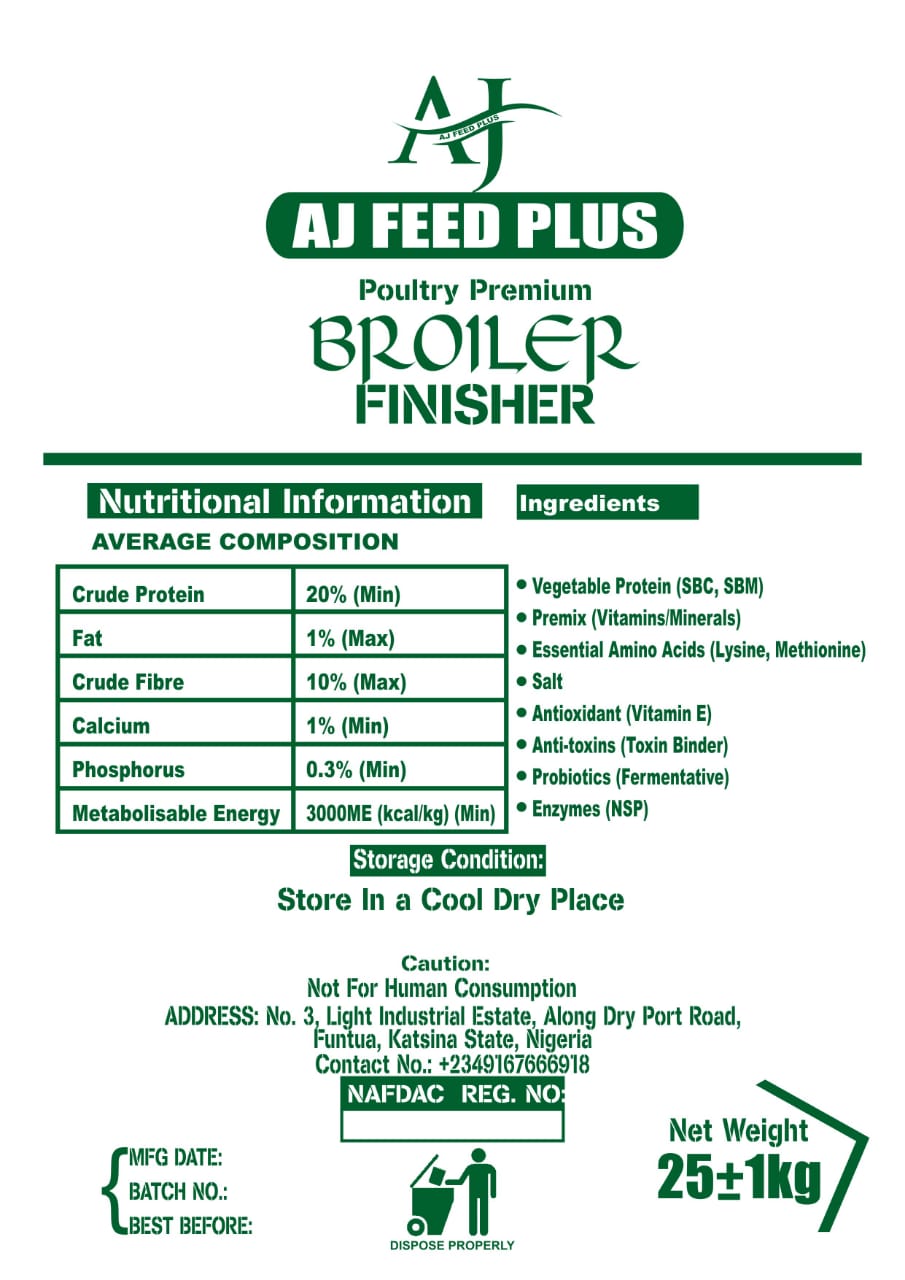 AJ
AJ FEED PLUS
AJ FEED PLUS
Poultry Premium
BROILER
FINISHER
Nutritional Information
AVERAGE COMPOSITION
Crude Protein 20% (Min)
Fat 1% (Max)
Crude Fibre 10% (Max)
Calcium 1% (Min)
Phosphorus 0.3% (Min)
Metabolisable Energy 3000ME (kcal/kg) (Min)
Ingredients
• Vegetable Protein (SBC, SBM)
• Premix (Vitamins/Minerals)
• Essential Amino Acids (Lysine, Methionine)
• Salt
• Antioxidant (Vitamin E)
• Anti-toxins (Toxin Binder)
• Probiotics (Fermentative)
• Enzymes (NSP)
Storage Condition:
Store In a Cool Dry Place
Caution:
Not For Human Consumption
ADDRESS: No. 3, Light Industrial Estate, Along Dry Port Road,
Funtua, Katsina State, Nigeria
Contact No.: +2349167666918
NAFDAC REG. NO:
MFG DATE:
BATCH NO.:
BEST BEFORE:
DISPOSE PROPERLY
Net Weight
25±1kg